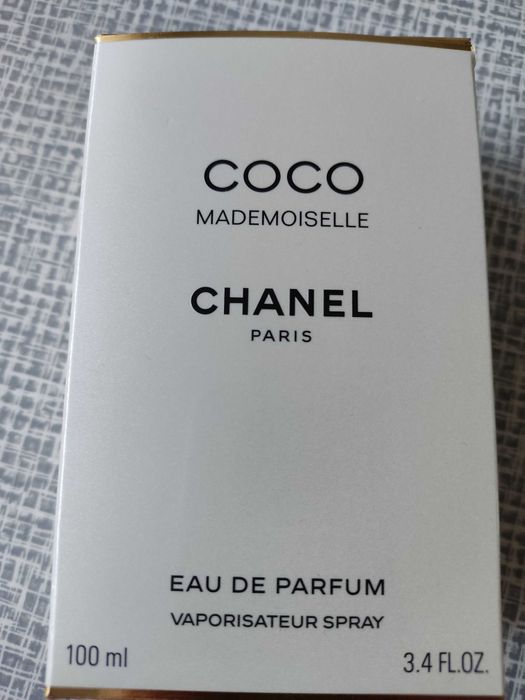 COCO
MADEMOISELLE
CHANEL
PARIS
EAU DE PARFUM
VAPORISATEUR SPRAY
100 ml 3.4 FL.OZ.